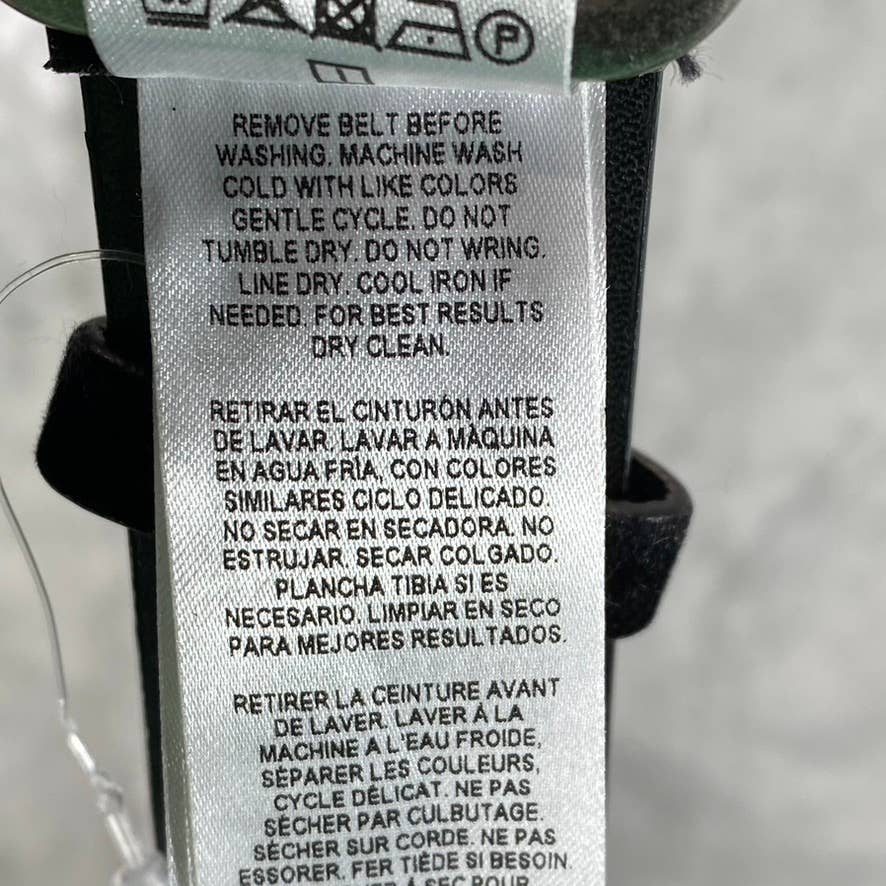 P
REMOVE BELT BEFORE
WASHING. MACHINE WASH
COLD WITH LIKE COLORS
GENTLE CYCLE. DO NOT
TUMBLE DRY. DO NOT WRING.
LINE DRY. COOL IRON IF
NEEDED. FOR BEST RESULTS
DRY CLEAN.
RETIRAR EL CINTURÓN ANTES
DE LAVAR. LAVAR A MÀQUINA
EN AGUA FRÌA, CON COLORES
SIMILARES CICLO DELICADO.
NO SECAR EN SECADORA. NO
ESTRUJAR. SECAR COLGADO.
PLANCHA TIBIA SI ES
NECESARIO. LIMPIAR EN SECO
PARA MEJORES RESULTADOS.
RETIRER LA CEINTURE AVANT
DE LAVER. LAVER À LA
MACHINE A L'EAU FROIDE,
SÉPARER LES COULEURS,
CYCLE DÉLICAT. NE PAS
SÉCHER PAR CULBUTAGE.
SÉCHER SUR CORDE. NE PAS
ESSORER. FER TIÈDE SI BESOIN.
À SEC POUR